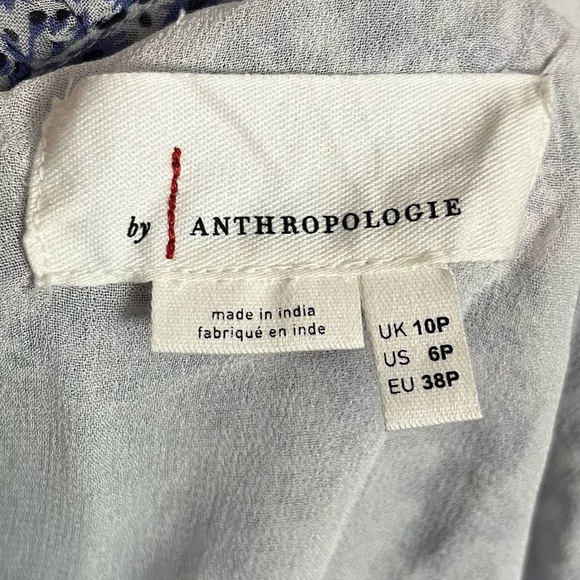 by ANTHROPOLOGIE
made in india
fabriqué en inde
UK 10P
US 6P
EU 38P